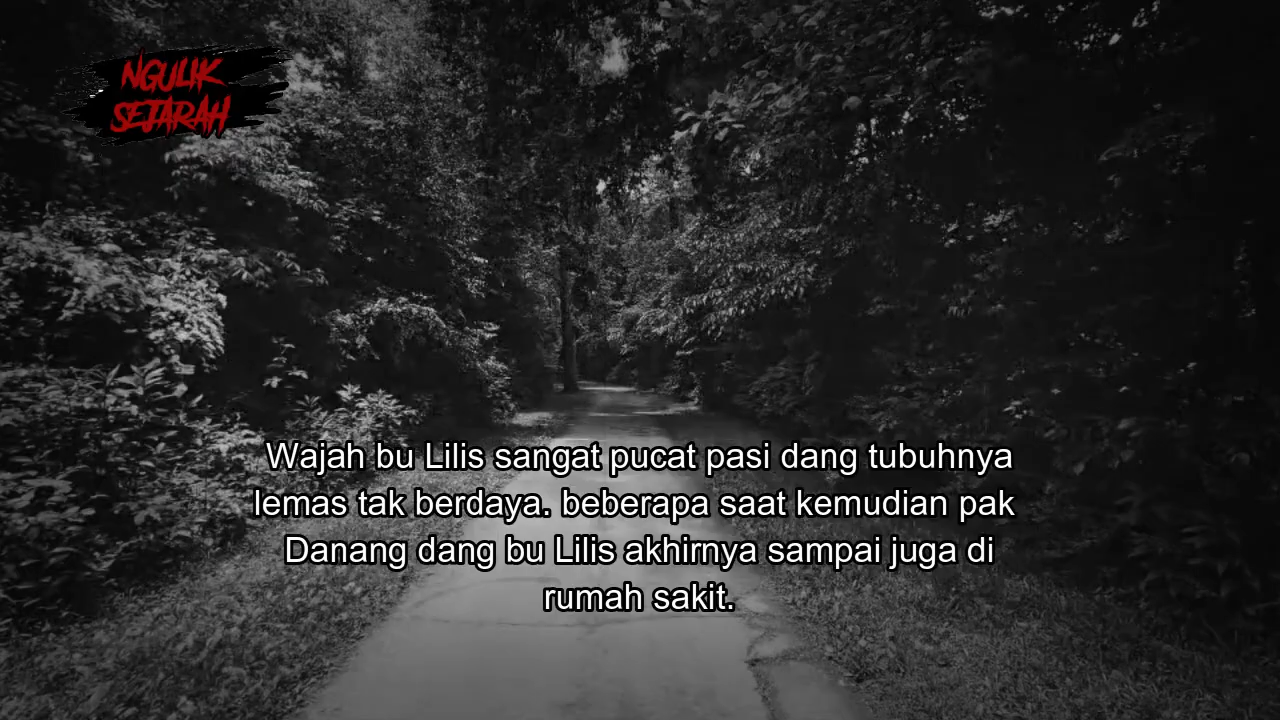 NGULIK
SEJARAH
Wajah bu Lilis sangat pucat pasi dang tubuhnya
lemas tak berdaya. beberapa saat kemudian pak
Danang dang bu Lilis akhirnya sampai juga di
rumah sakit.